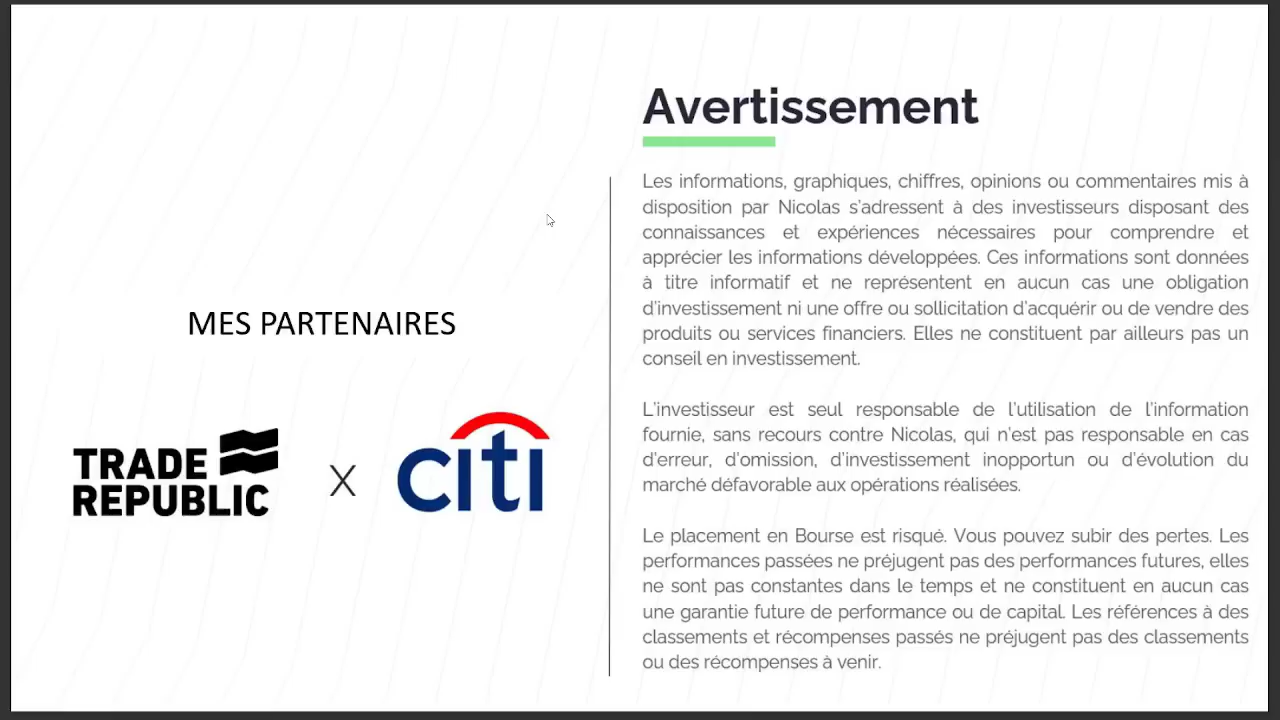 MES PARTENAIRES
TRADE
REPUBLIC
X
citi
Avertissement
Les informations, graphiques, chiffres, opinions ou commentaires mis à
disposition par Nicolas s'adressent à des investisseurs disposant des
connaissances et expériences nécessaires pour comprendre et
apprécier les informations développées. Ces informations sont données
à titre informatif et ne représentent en aucun cas une obligation
d'investissement ni une offre ou sollicitation d'acquérir ou de vendre des
produits ou services financiers. Elles ne constituent par ailleurs pas un
conseil en investissement.
L'investisseur est seul responsable de l'utilisation de l'information
fournie, sans recours contre Nicolas, qui n'est pas responsable en cas
d'erreur, d'omission, d'investissement inopportun ou d'évolution du
marché défavorable aux opérations réalisées.
Le placement en Bourse est risqué. Vous pouvez subir des pertes. Les
performances passées ne préjugent pas des performances futures, elles
ne sont pas constantes dans le temps et ne constituent en aucun cas
une garantie future de performance ou de capital. Les références à des
classements et récompenses passés ne préjugent pas des classements
ou des récompenses à venir.